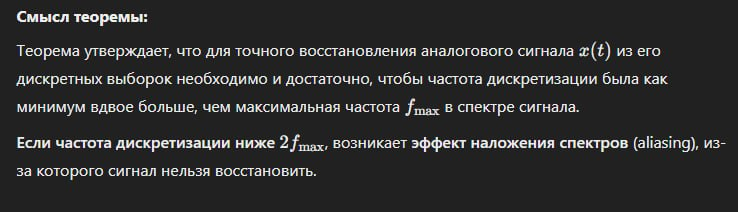 Смысл теоремы:
Теорема утверждает, что для точного восстановления аналогового сигнала x(t) из его
дискретных выборок необходимо и достаточно, чтобы частота дискретизации была как
минимум вдвое больше, чем максимальная частота f_max в спектре сигнала.
Если частота дискретизации ниже 2f_max, возникает эффект наложения спектров (aliasing), из-
за которого сигнал нельзя восстановить.